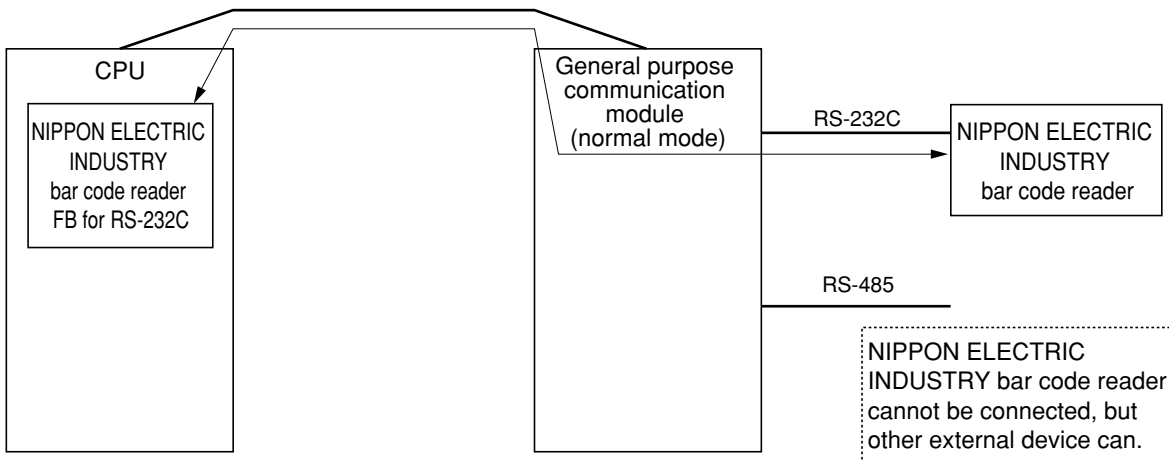 CPU
NIPPON ELECTRIC
INDUSTRY
bar code reader
FB for RS-232C
General purpose
communication
module
(normal mode)
RS-232C
NIPPON ELECTRIC
INDUSTRY
bar code reader
RS-485
NIPPON ELECTRIC
INDUSTRY bar code reader
cannot be connected, but
other external device can.